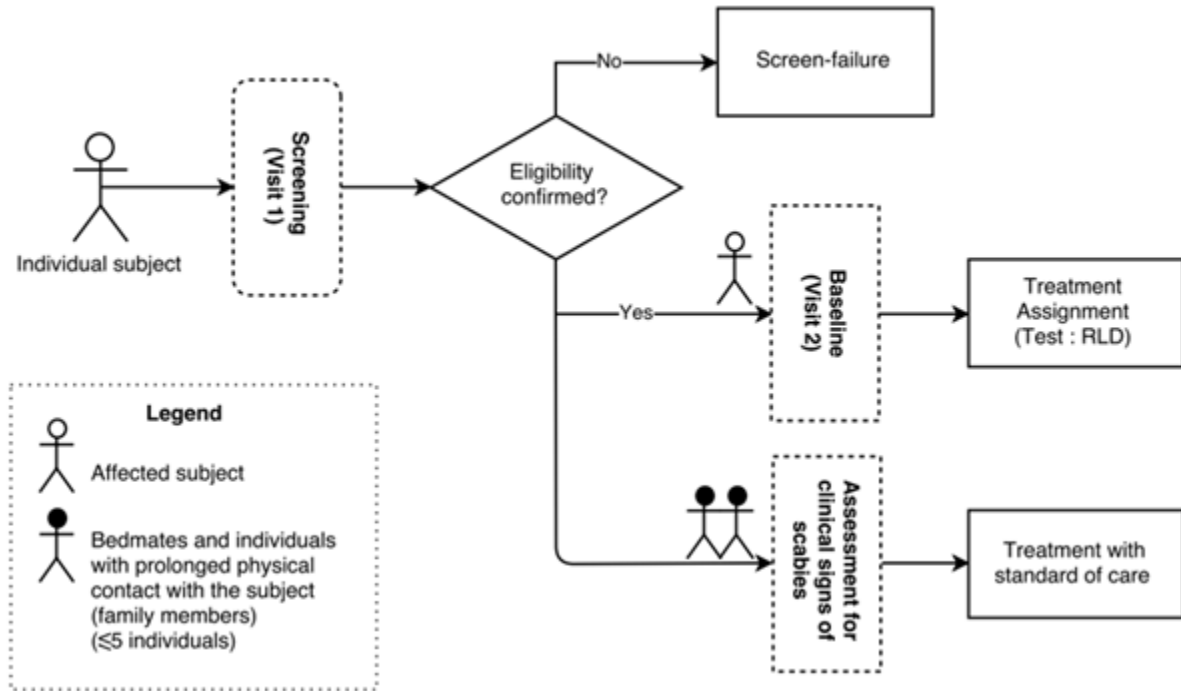 Individual subject
Screening
(Visit 1)
Eligibility
confirmed?
No
Screen-failure
Yes
Baseline
(Visit 2)
Treatment
Assignment
(Test : RLD)
Assessment for
clinical signs of
scabies
Treatment with
standard of care
Legend
Affected subject
Bedmates and individuals
with prolonged physical
contact with the subject
(family members)
(⩽5 individuals)